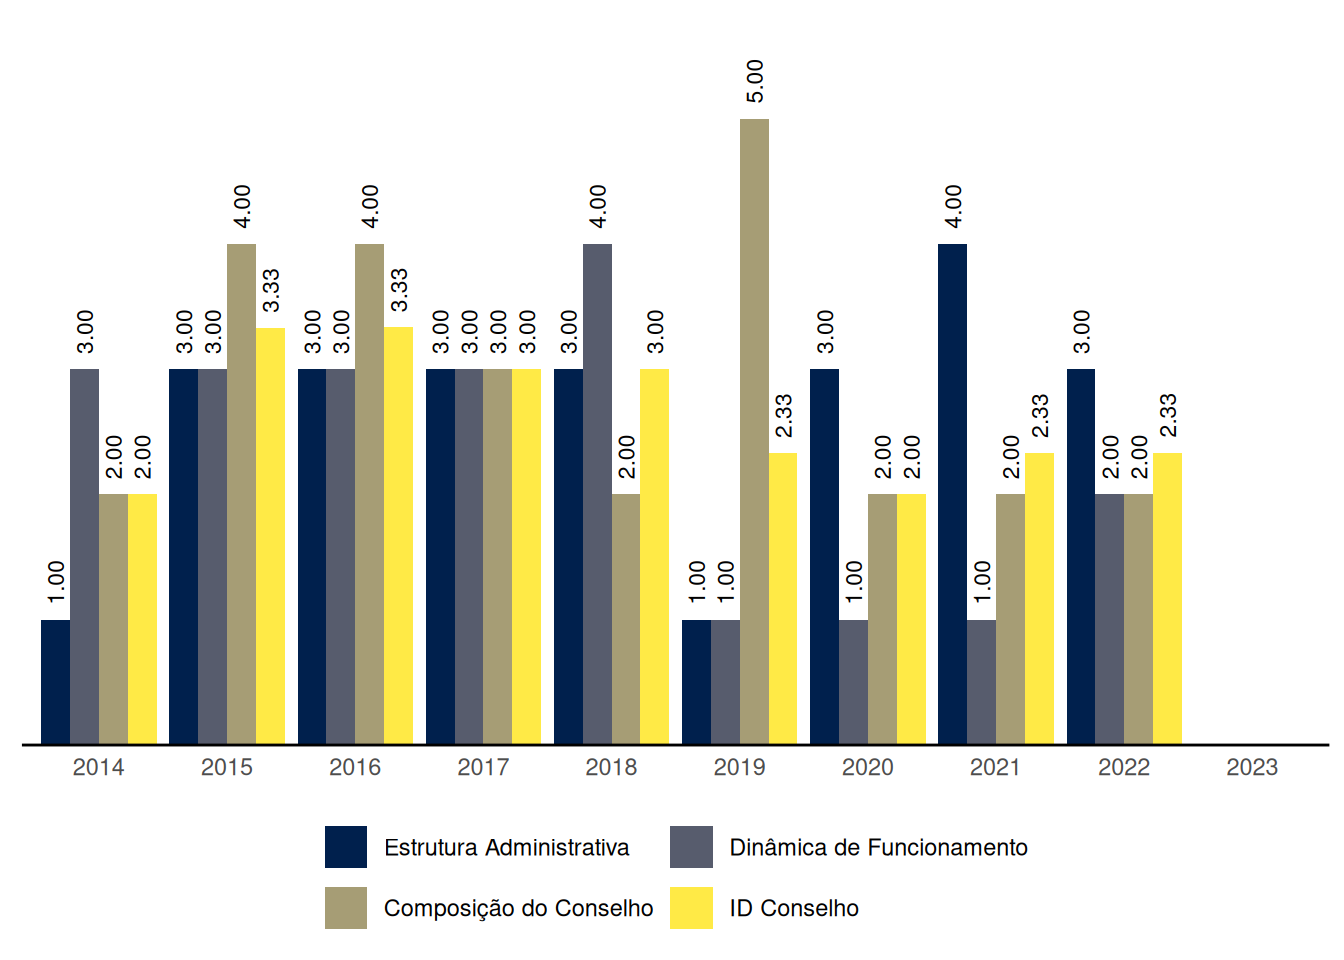 5.00
4.00 4.00 4.00 4.00
3.33 3.33
3.00 3.00 3.00 3.00 3.00 3.00 3.00 3.00 3.00 3.00 3.00 3.00 3.00
2.33 2.33 2.33
2.00 2.00 2.00 2.00 2.00 2.00 2.00 2.00
1.00 1.00 1.00 1.00 1.00
2014 2015 2016 2017 2018 2019 2020 2021 2022 2023
Estrutura Administrativa Dinâmica de Funcionamento
Composição do Conselho ID Conselho